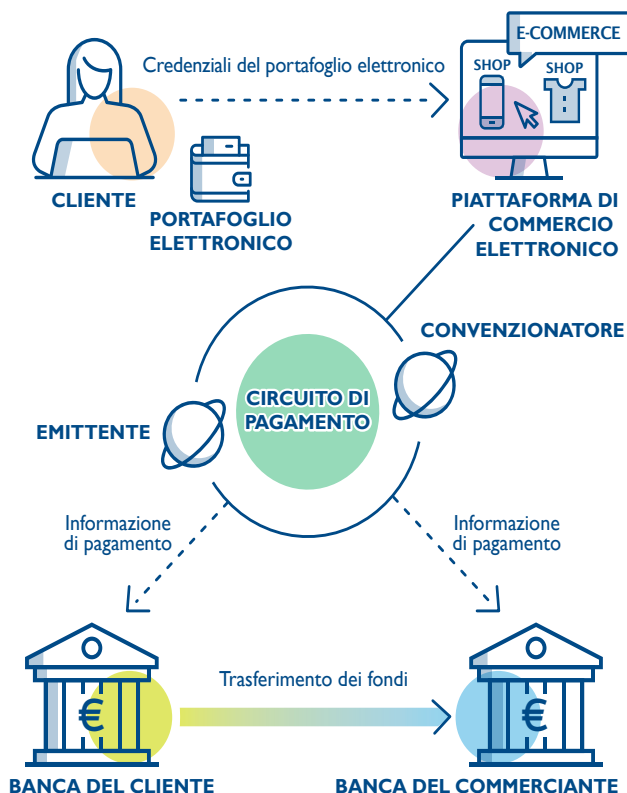 E-COMMERCE
Credenziali del portafoglio elettronico
SHOP
SHOP
CLIENTE
PORTAFOGLIO
ELETTRONICO
PIATTAFORMA DI
COMMERCIO
ELETTRONICO
CONVENZIONATORE
CIRCUITO DI
PAGAMENTO
EMITTENTE
Informazione
di pagamento
Informazione
di pagamento
Trasferimento dei fondi
€
€
BANCA DEL CLIENTE
BANCA DEL COMMERCIANTE